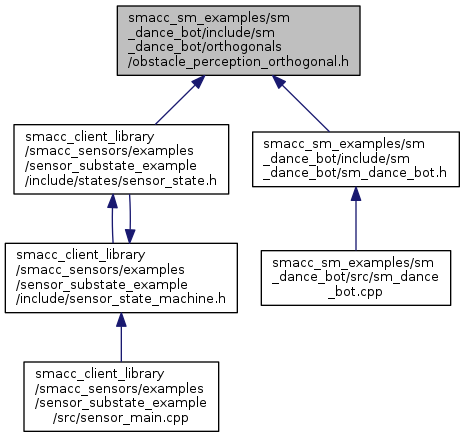 smacc_sm_examples/sm
_dance_bot/include/sm
_dance_bot/orthogonals
/obstacle_perception_orthogonal.h
smacc_client_library
/smacc_sensors/examples
/sensor_substate_example
/include/states/sensor_state.h
smacc_sm_examples/sm
_dance_bot/include/sm
_dance_bot/sm_dance_bot.h
smacc_client_library
/smacc_sensors/examples
/sensor_substate_example
/include/sensor_state_machine.h
smacc_sm_examples/sm
_dance_bot/src/sm_dance
_bot.cpp
smacc_client_library
/smacc_sensors/examples
/sensor_substate_example
/src/sensor_main.cpp